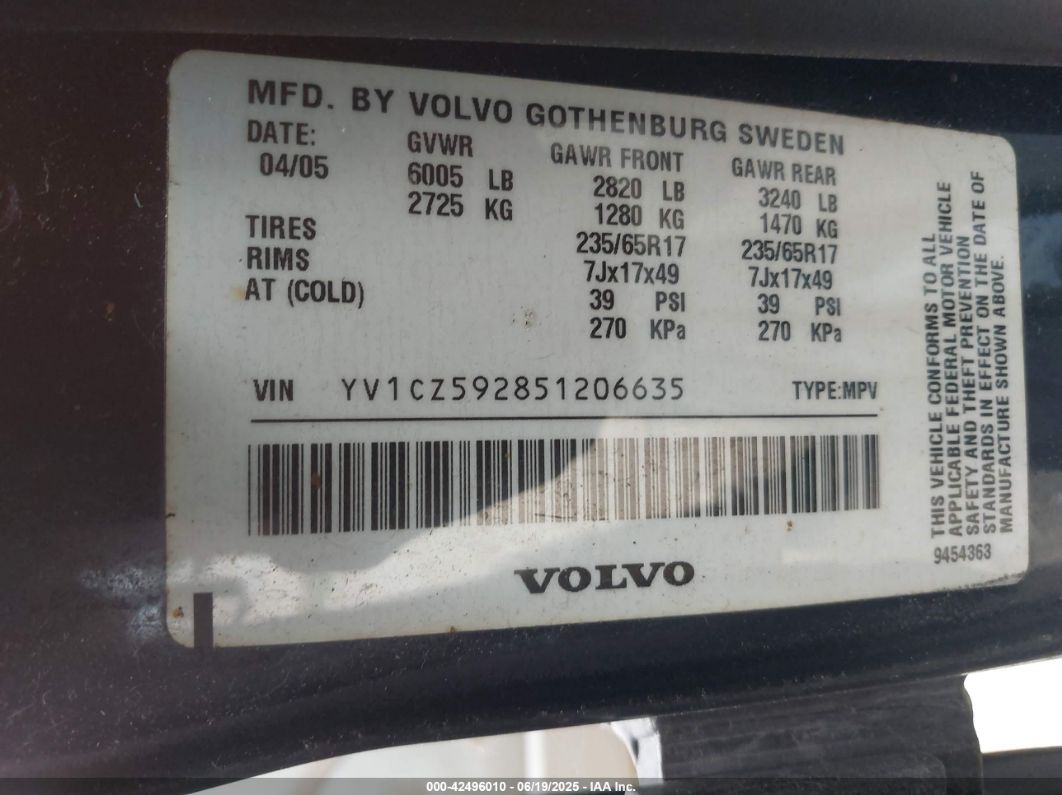 MFD. BY VOLVO GOTHENBURG SWEDEN
DATE: GVWR GAWR FRONT GAWR REAR
04/05 6005 LB 2820 LB 3240 LB
2725 KG 1280 KG 1470 KG
TIRES 235/65R17 235/65R17
RIMS 7Jx17x49 7Jx17x49
AT (COLD) 39 PSI 39 PSI
270 KPa 270 KPa
VIN YV1CZ592851206635 TYPE:MPV
VOLVO
THIS VEHICLE CONFORMS TO ALL
APPLICABLE FEDERAL MOTOR VEHICLE
SAFETY AND THEFT PREVENTION
STANDARDS IN EFFECT ON THE DATE OF
MANUFACTURE SHOWN ABOVE.
9454363
000-42496010 - 06/19/2025 - IAA Inc.